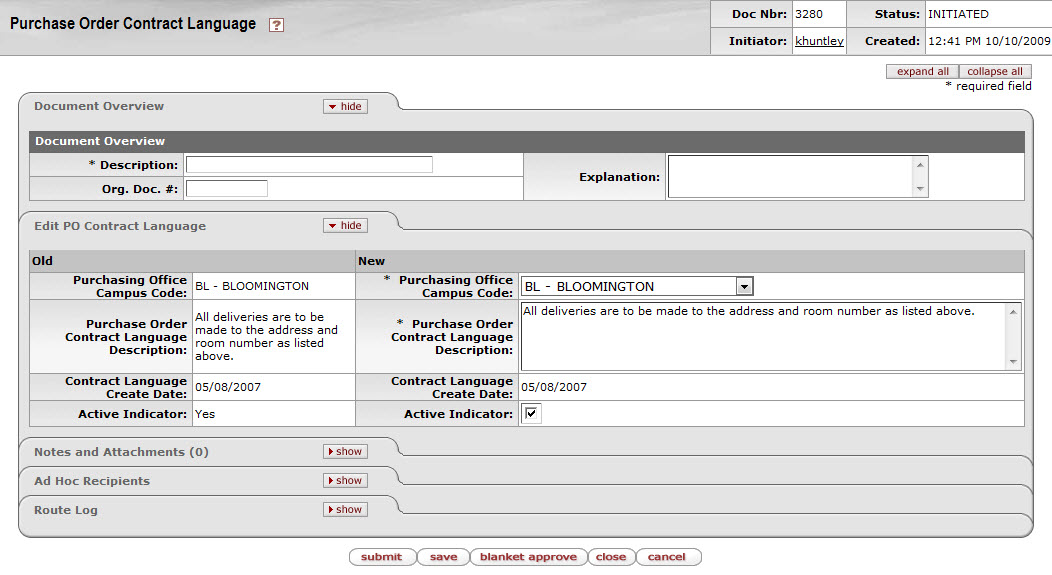 Purchase Order Contract Language ?
Doc Nbr: 3280 Status: INITIATED
Initiator: khuntley Created: 12:41 PM 10/10/2009
expand all collapse all
* required field
Document Overview hide
Document Overview
* Description:
Org. Doc. #:
Explanation:
Edit PO Contract Language hide
Old New
Purchasing Office
Campus Code:
BL - BLOOMINGTON
* Purchasing Office
Campus Code:
BL - BLOOMINGTON
Purchase Order
Contract Language
Description:
All deliveries are to be
made to the address and
room number as listed
above.
* Purchase Order
Contract Language
Description:
All deliveries are to be made to the address and room number as listed above.
Contract Language
Create Date:
05/08/2007
Contract Language
Create Date:
05/08/2007
Active Indicator: Yes
Active Indicator:
Notes and Attachments (0) show
Ad Hoc Recipients show
Route Log show
submit save blanket approve close cancel